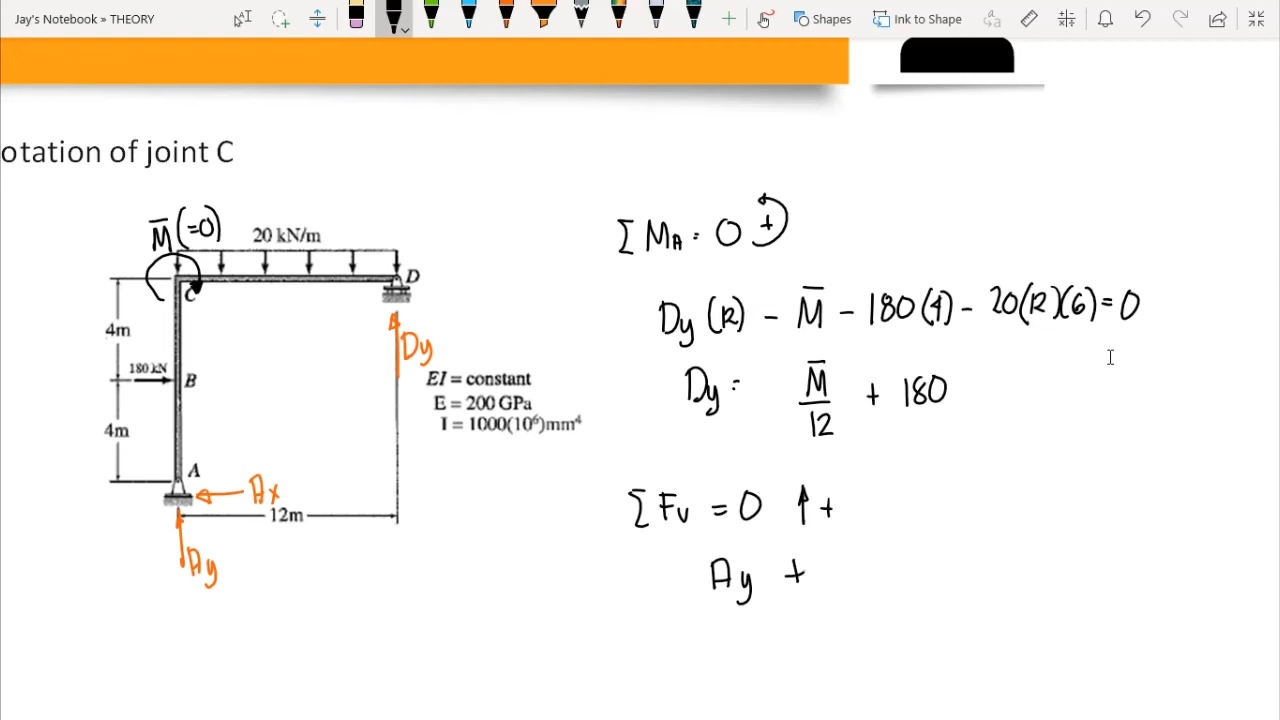 Jay's Notebook » THEORY
Shapes
Ink to Shape
otation of joint C
M̅ (=0)
20 kN/m
C
D
4m
180 kN
B
Dy
EI = constant
E = 200 GPa
I = 1000(10⁶)mm⁴
4m
A
Ax
12m
Ay
ΣMA = 0 +
Dy (12) - M̅ - 180(4) - 20(12)(6) = 0
Dy = M̅/12 + 180
ΣFv = 0 ↑+
Ay +